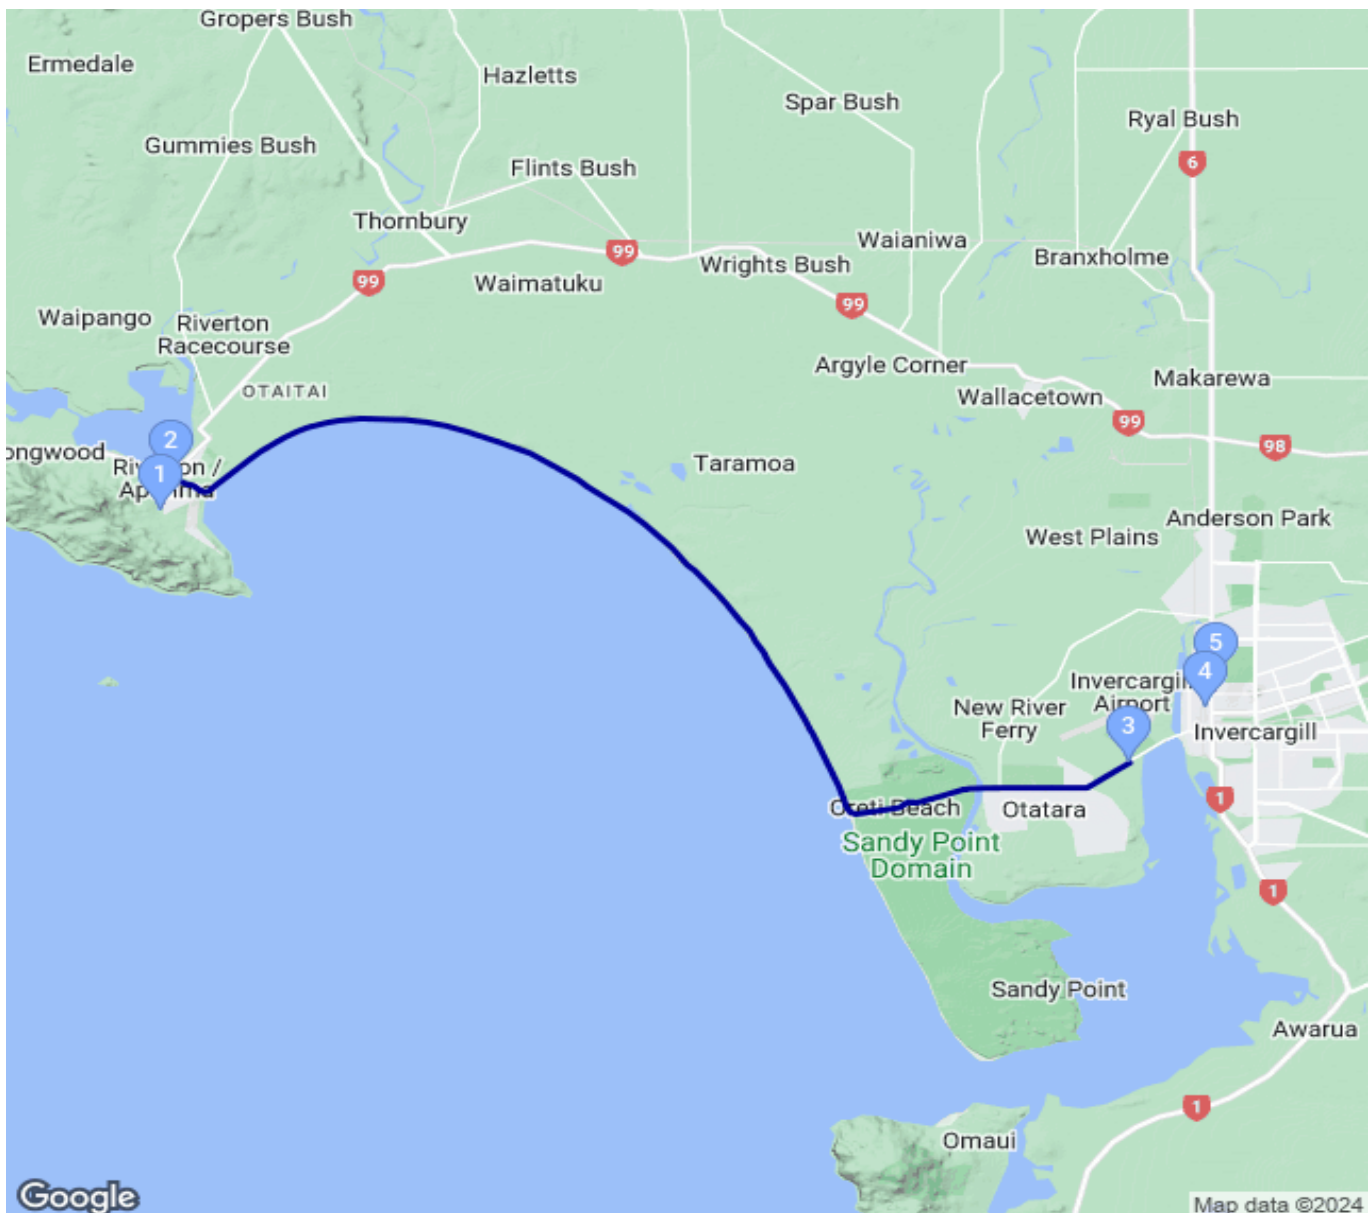 Gropers Bush
Ermedale
Hazletts
Spar Bush
Ryal Bush
Gummies Bush
6
Flints Bush
Thornbury
Waianiwa
99
Wrights Bush
Branxholme
99
Waimatuku
99
Waipango
Riverton
Racecourse
Argyle Corner
Makarewa
OTAITAI
Wallacetown
99
2
98
ongwood
Taramoa
1
Anderson Park
West Plains
5
4
Invercargill
Airport
New River
Ferry
3
Invercargill
1
Oreti Beach
Otatara
Sandy Point
Domain
1
Sandy Point
Awarua
1
Omaui
Google
Map data ©2024